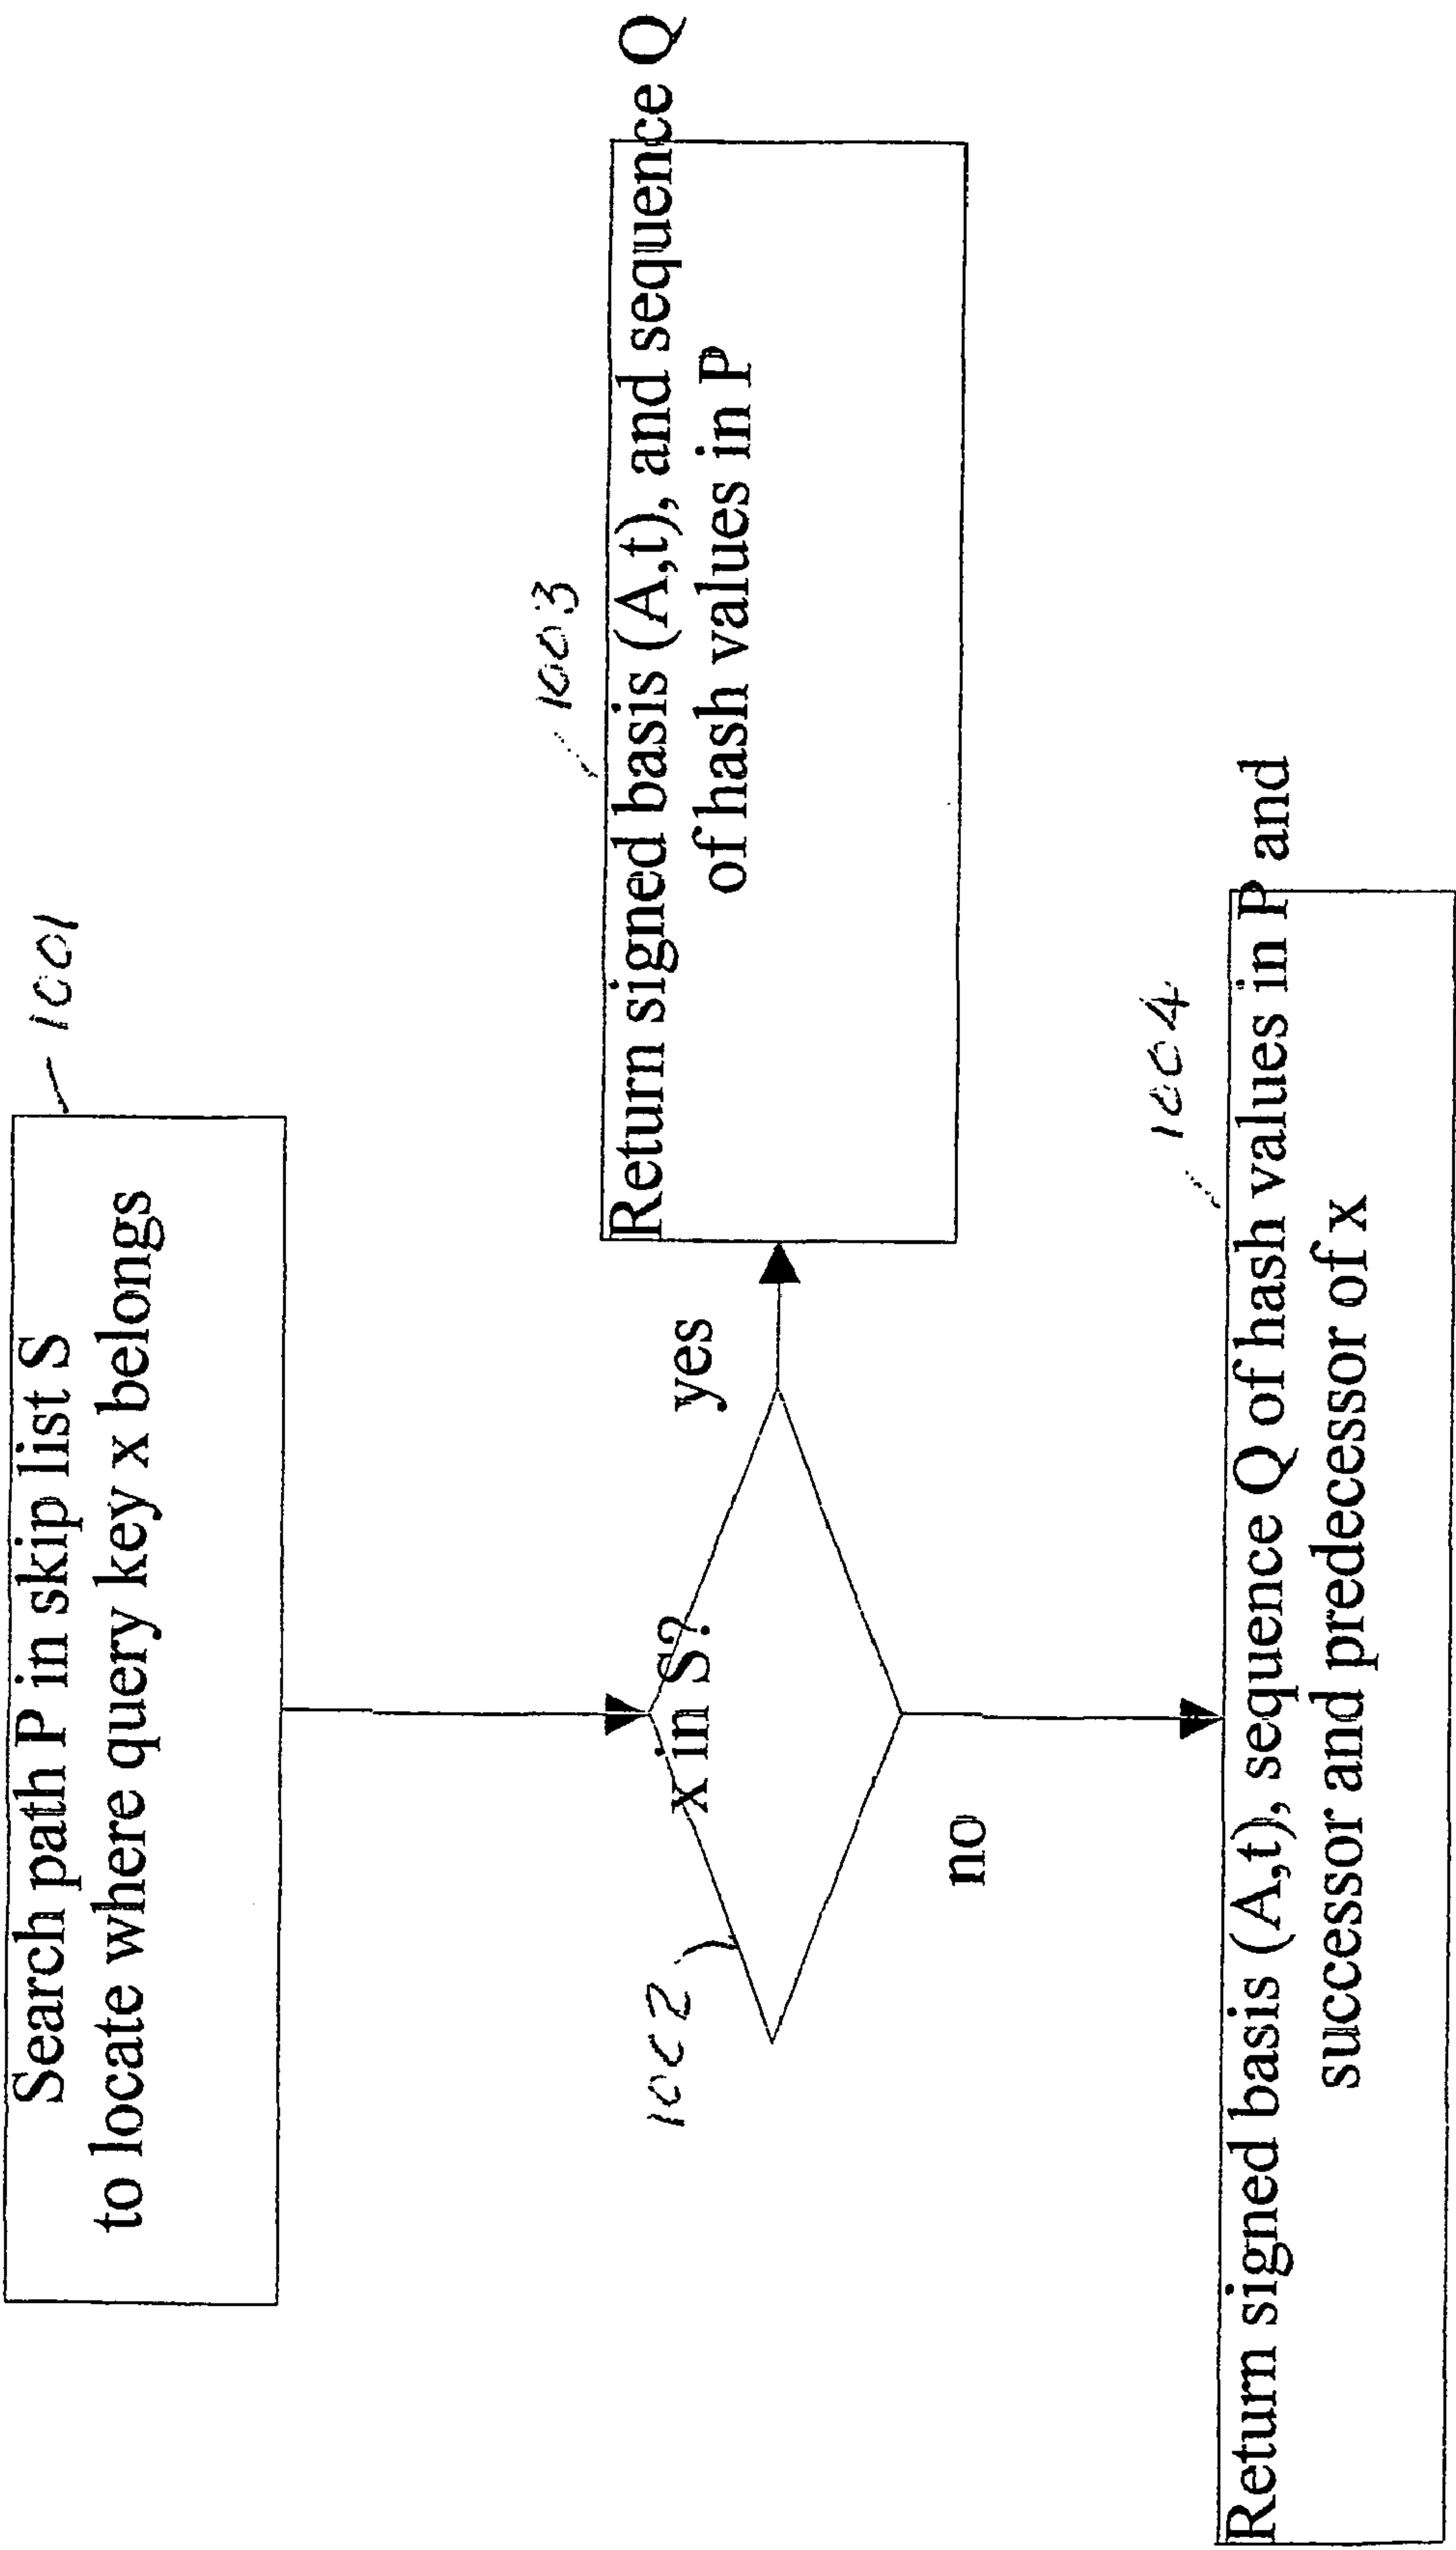 1001
Search path P in skip list S
to locate where query key x belongs
1002
x in S?
yes
1003
Return signed basis (A,t), and sequence Q
of hash values in P
no
1004
Return signed basis (A,t), sequence Q of hash values in P and
successor and predecessor of x